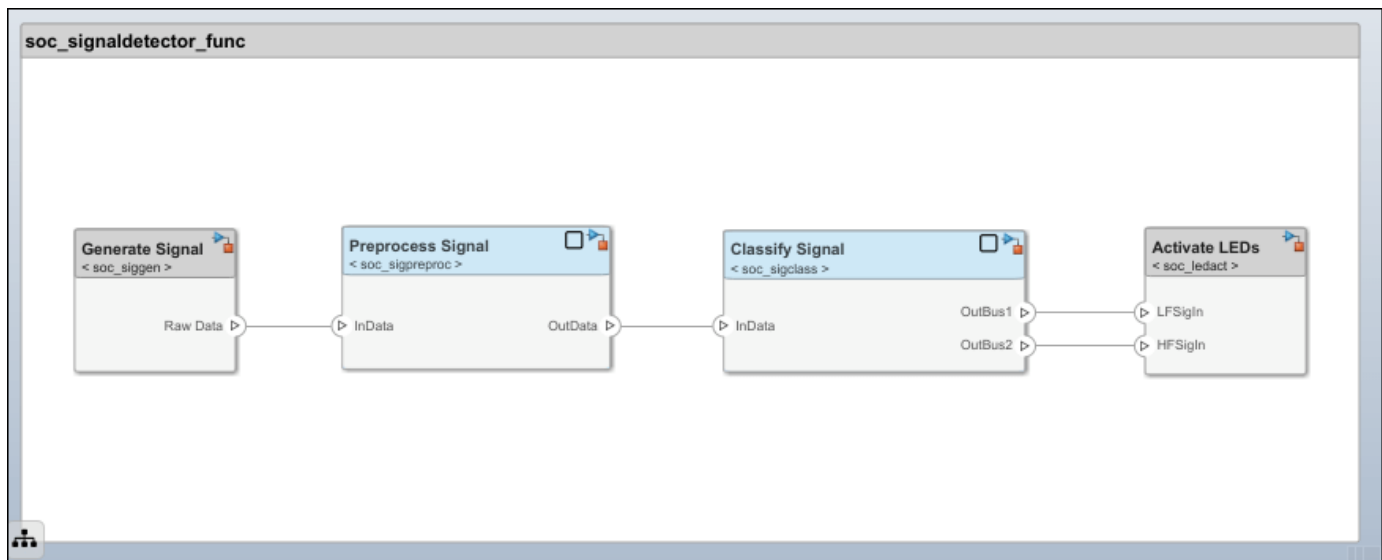 soc_signaldetector_func
Generate Signal
< soc_siggen >
Raw Data
Preprocess Signal
< soc_sigpreproc >
InData
OutData
Classify Signal
< soc_sigclass >
InData
OutBus1
OutBus2
Activate LEDs
< soc_ledact >
LFSigIn
HFSigIn